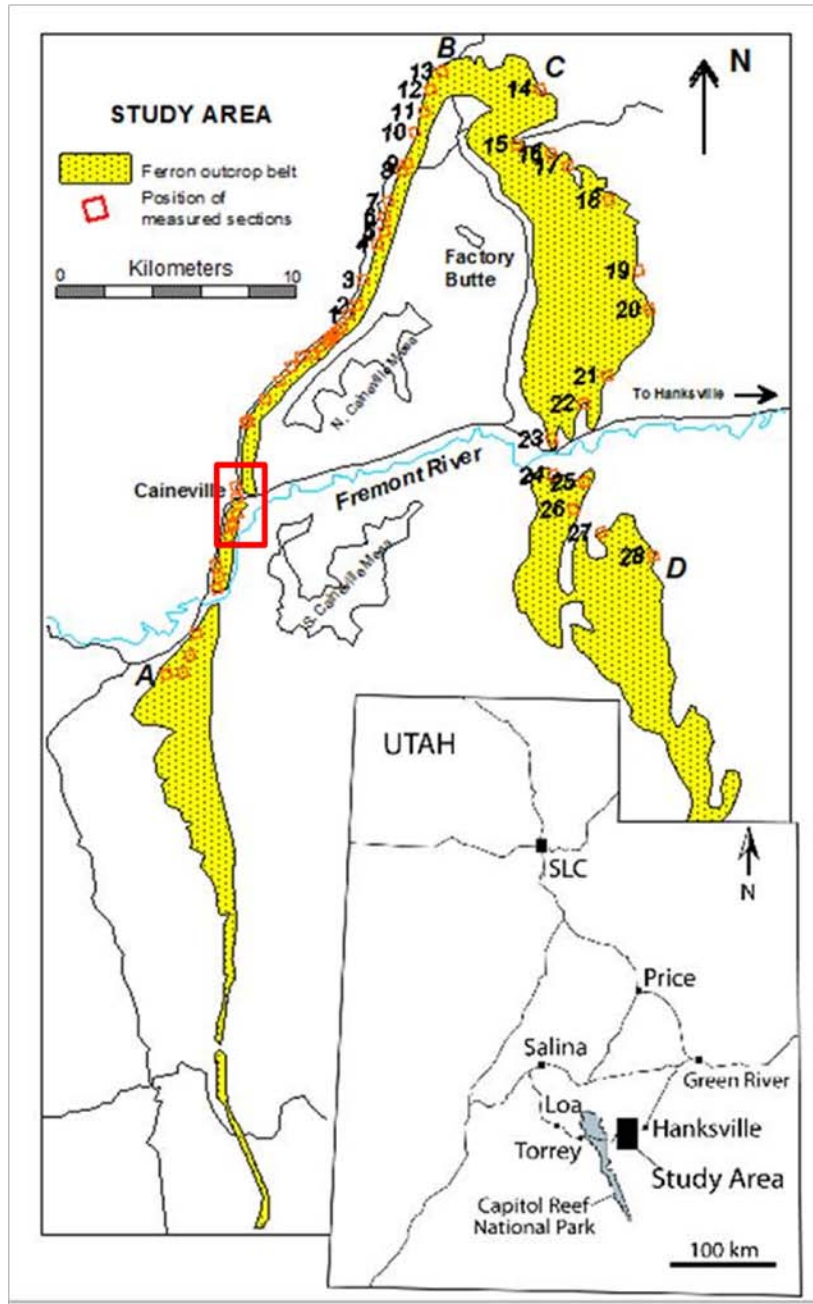 B
C
N
STUDY AREA
Ferron outcrop belt
Position of
measured sections
Kilometers
0
10
13
12
11
10
9
8
7
6
5
4
3
2
1
14
15
16
17
18
19
20
21
22
23
24
25
26
27
28
D
Factory
Butte
N. Caineville Mesa
To Hanksville
Caineville
Fremont River
S. Caineville Mesa
A
UTAH
N
SLC
Price
Salina
Green River
Loa
Hanksville
Torrey
Study Area
Capitol Reef
National Park
100 km